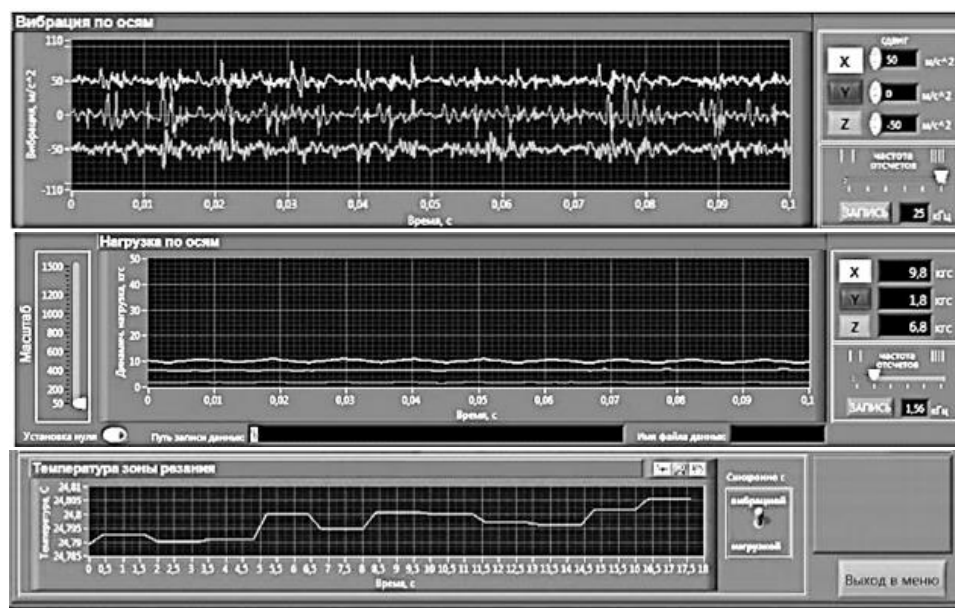 Вибрация по осям
Вибрация, м/с^2
110
50
0
-50
-110
0 0,01 0,02 0,03 0,04 0,05 0,06 0,07 0,08 0,09 0,1
Время, с
сдвиг
X 50 м/с^2
Y 0 м/с^2
Z -50 м/с^2
частота отсчетов
ЗАПИСЬ 25 кГц
Нагрузка по осям
Масштаб
1500
1200
1000
800
600
400
200
50
Динамич. нагрузка, кгс
50
40
30
20
10
0
0 0,01 0,02 0,03 0,04 0,05 0,06 0,07 0,08 0,09 0,1
Время, с
X 9,8 кгс
Y 1,8 кгс
Z 6,8 кгс
частота отсчетов
ЗАПИСЬ 1,56 кГц
Установка нуля Путь записи данных: Имя файла данных:
Температура зоны резания
Температура, С
24,81
24,805
24,8
24,795
24,79
24,785
0 0,5 1 1,5 2 2,5 3 3,5 4 4,5 5 5,5 6 6,5 7 7,5 8 8,5 9 9,5 10 10,5 11 11,5 12 12,5 13 13,5 14 14,5 15 15,5 16 16,5 17 17,5 18
Время, с
Синхронно с
вибрацией
нагрузкой
Выход в меню